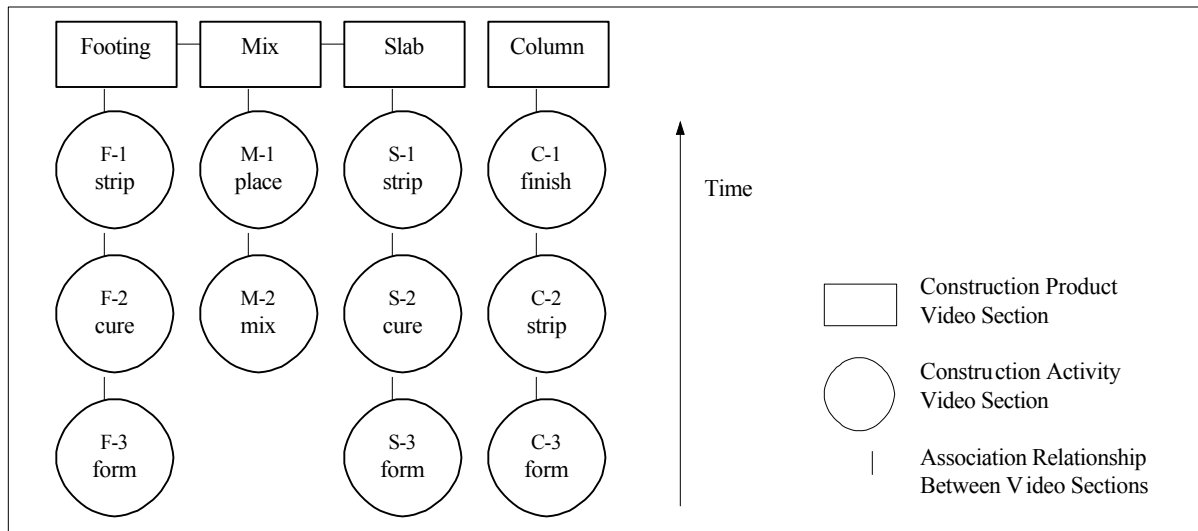 Footing
Mix
Slab
Column
F-1
strip
M-1
place
S-1
strip
C-1
finish
Time
F-2
cure
M-2
mix
S-2
cure
C-2
strip
F-3
form
S-3
form
C-3
form
Construction Product
Video Section
Construction Activity
Video Section
Association Relationship
Between Video Sections